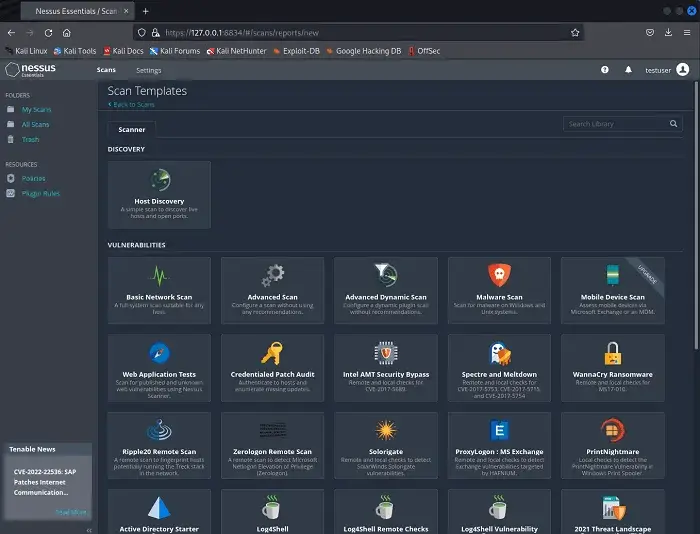 Nessus Essentials / Scan
https://127.0.0.1:8834/#/scans/reports/new
Kali Linux Kali Tools Kali Docs Kali Forums Kali NetHunter Exploit-DB Google Hacking DB OffSec
nessus Essentials Scans Settings testuser
FOLDERS
My Scans
All Scans
Trash
RESOURCES
Policies
Plugin Rules
Tenable News
CVE-2022-22536: SAP
Patches Internet
Communication...
Read More
Scan Templates
Back to Scans
Scanner
Search Library
DISCOVERY
Host Discovery
A simple scan to discover live
hosts and open ports.
VULNERABILITIES
Basic Network Scan
A full system scan suitable for any
host.
Advanced Scan
Configure a scan without using
any recommendations.
Advanced Dynamic Scan
Configure a dynamic plugin scan
without recommendations.
Malware Scan
Scan for malware on Windows and
Unix systems.
UPGRADE
Mobile Device Scan
Assess mobile devices via
Microsoft Exchange or an MDM.
Web Application Tests
Scan for published and unknown
web vulnerabilities using Nessus
Scanner.
Credentialed Patch Audit
Authenticate to hosts and
enumerate missing updates.
Intel AMT Security Bypass
Remote and local checks for
CVE-2017-5689.
Spectre and Meltdown
Remote and local checks for
CVE-2017-5753, CVE-2017-5715,
and CVE-2017-5754
WannaCry Ransomware
Remote and local checks for
MS17-010.
Ripple20 Remote Scan
A remote scan to fingerprint hosts
potentially running the Treck stack
in the network.
Zerologon Remote Scan
A remote scan to detect Microsoft
Netlogon Elevation of Privilege
(Zerologon).
Solorigate
Remote and local checks to detect
SolarWinds Solorigate
vulnerabilities.
ProxyLogon : MS Exchange
Remote and local checks to detect
Exchange vulnerabilities targeted
by HAFNIUM.
PrintNightmare
Local checks to detect the
PrintNightmare Vulnerability in
Windows Print Spooler.
Active Directory Starter
Log4Shell
Log4Shell Remote Checks
Log4Shell Vulnerability
2021 Threat Landscape